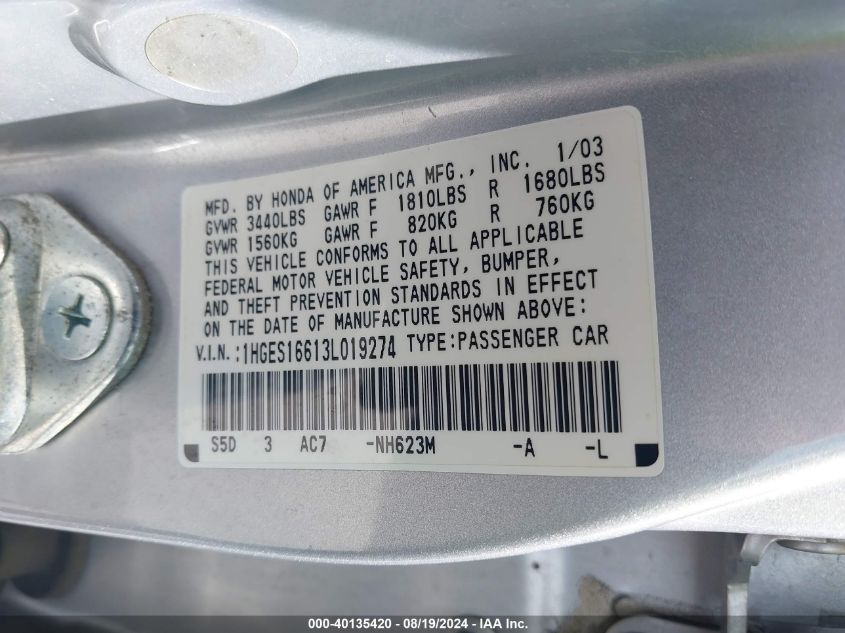 MFD. BY HONDA OF AMERICA MFG., INC. 1/03
GVWR 3440LBS GAWR F 1810LBS R 1680LBS
GVWR 1560KG GAWR F 820KG R 760KG
THIS VEHICLE CONFORMS TO ALL APPLICABLE
FEDERAL MOTOR VEHICLE SAFETY, BUMPER,
AND THEFT PREVENTION STANDARDS IN EFFECT
ON THE DATE OF MANUFACTURE SHOWN ABOVE:
V.I.N.:1HGES16613L019274 TYPE:PASSENGER CAR
S5D 3 AC7 -NH623M -A -L
000-40135420 - 08/19/2024 - IAA Inc.